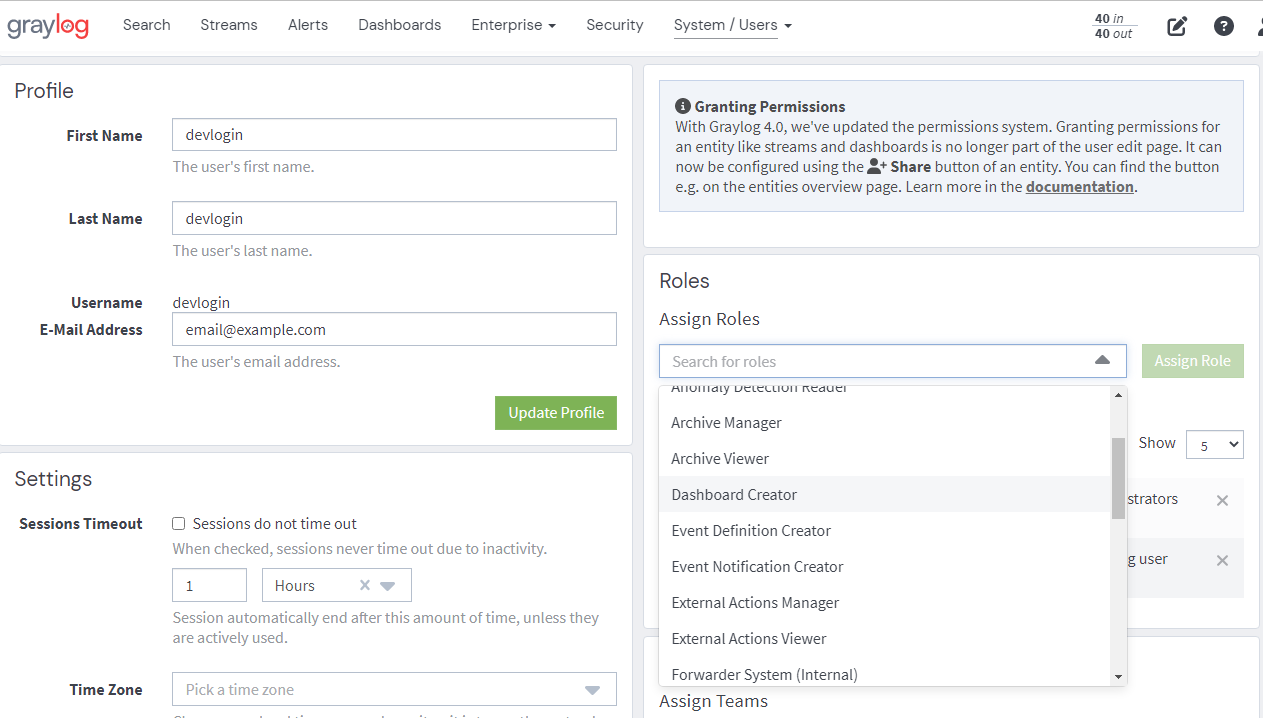 graylog
Search
Streams
Alerts
Dashboards
Enterprise
Security
System / Users
40 in
40 out
Profile
First Name
devlogin
The user's first name.
Last Name
devlogin
The user's last name.
Username
devlogin
E-Mail Address
email@example.com
The user's email address.
Update Profile
Settings
Sessions Timeout
Sessions do not time out
When checked, sessions never time out due to inactivity.
1
Hours
Session automatically end after this amount of time, unless they
are actively used.
Time Zone
Pick a time zone
Granting Permissions
With Graylog 4.0, we've updated the permissions system. Granting permissions for
an entity like streams and dashboards is no longer part of the user edit page. It can
now be configured using the Share button of an entity. You can find the button
e.g. on the entities overview page. Learn more in the documentation.
Roles
Assign Roles
Search for roles
Assign Role
Anomaly Detection Reader
Archive Manager
Archive Viewer
Dashboard Creator
Event Definition Creator
Event Notification Creator
External Actions Manager
External Actions Viewer
Forwarder System (Internal)
Show
5
strators
g user
Assign Teams